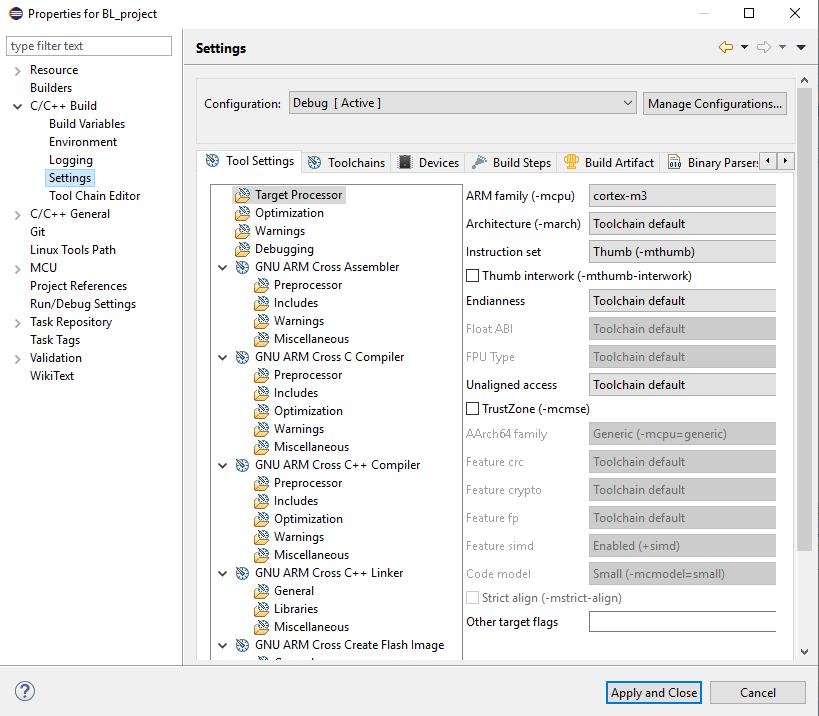 Properties for BL_project
type filter text
Resource
Builders
C/C++ Build
Build Variables
Environment
Logging
Settings
Tool Chain Editor
C/C++ General
Git
Linux Tools Path
MCU
Project References
Run/Debug Settings
Task Repository
Task Tags
Validation
WikiText
Settings
Configuration: Debug [ Active ] Manage Configurations...
Tool Settings Toolchains Devices Build Steps Build Artifact Binary Parsers
Target Processor
Optimization
Warnings
Debugging
GNU ARM Cross Assembler
Preprocessor
Includes
Warnings
Miscellaneous
GNU ARM Cross C Compiler
Preprocessor
Includes
Optimization
Warnings
Miscellaneous
GNU ARM Cross C++ Compiler
Preprocessor
Includes
Optimization
Warnings
Miscellaneous
GNU ARM Cross C++ Linker
General
Libraries
Miscellaneous
GNU ARM Cross Create Flash Image
ARM family (-mcpu) cortex-m3
Architecture (-march) Toolchain default
Instruction set Thumb (-mthumb)
Thumb interwork (-mthumb-interwork)
Endianness Toolchain default
Float ABI Toolchain default
FPU Type Toolchain default
Unaligned access Toolchain default
TrustZone (-mcmse)
AArch64 family Generic (-mcpu=generic)
Feature crc Toolchain default
Feature crypto Toolchain default
Feature fp Toolchain default
Feature simd Enabled (+simd)
Code model Small (-mcmodel=small)
Strict align (-mstrict-align)
Other target flags
? Apply and Close Cancel